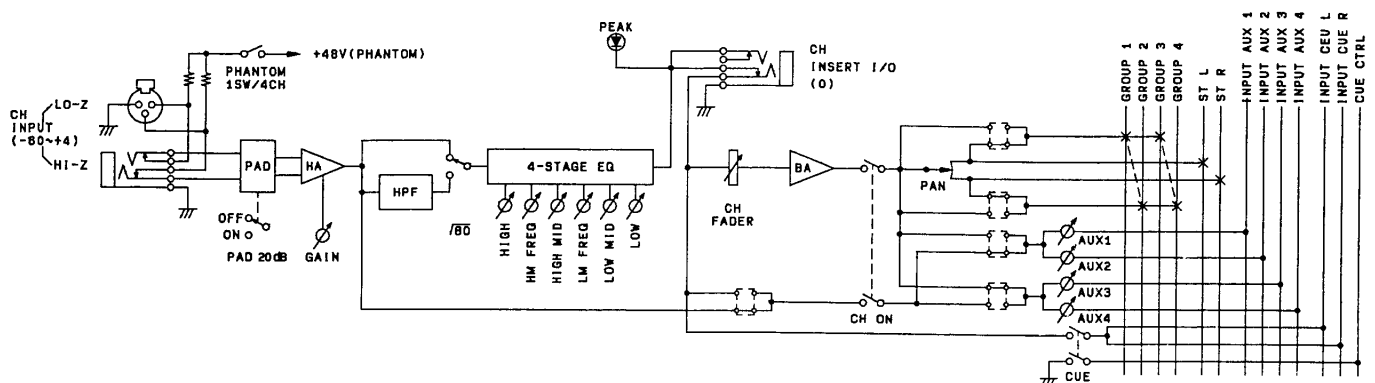 PEAK
+48V(PHANTOM)
PHANTOM
1SW/4CH
CH
INSERT I/O
(0)
CH
INPUT
(-60~+4)
LO-Z
HI-Z
PAD
HA
HPF
4-STAGE EQ
BA
PAN
OFF
ON
PAD 20dB
GAIN
/80
HIGH
HM FREQ
HIGH MID
LM FREQ
LOW MID
LOW
CH
FADER
CH ON
AUX1
AUX2
AUX3
AUX4
CUE
GROUP 1
GROUP 2
GROUP 3
GROUP 4
ST L
ST R
INPUT AUX 1
INPUT AUX 2
INPUT AUX 3
INPUT AUX 4
INPUT CEU L
INPUT CUE R
CUE CTRL